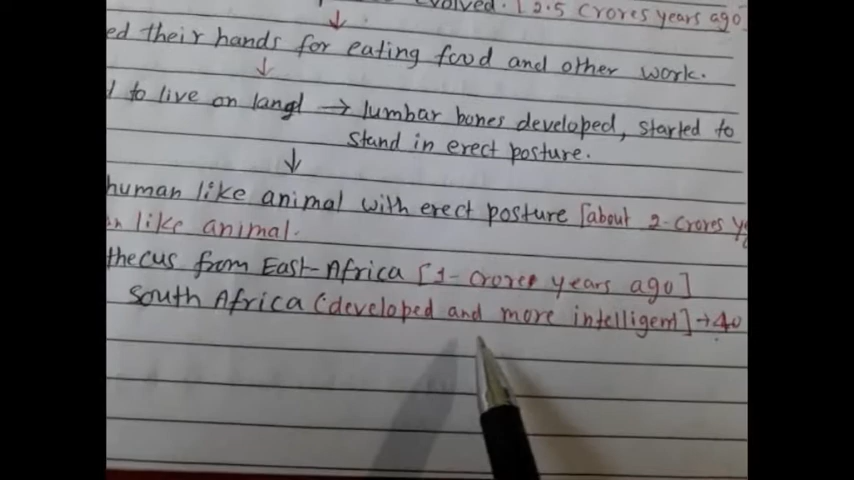 evolved. [2.5 Crores years ago]
↓
ed their hands for eating food and other work.
↓
to live on land → lumbar bones developed, started to
stand in erect posture.
↓
human like animal with erect posture [about 2-crores
like animal.
thecus from East-Africa [1-crores years ago]
South Africa (developed and more intelligent] → 40